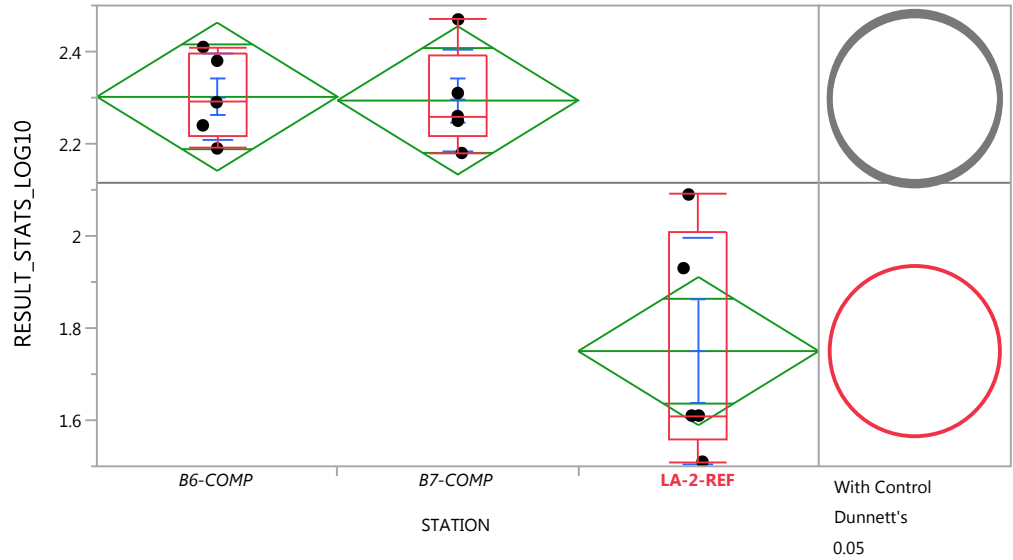 RESULT_STATS_LOG10
2.4
2.2
2
1.8
1.6
B6-COMP
B7-COMP
LA-2-REF
STATION
With Control
Dunnett's
0.05